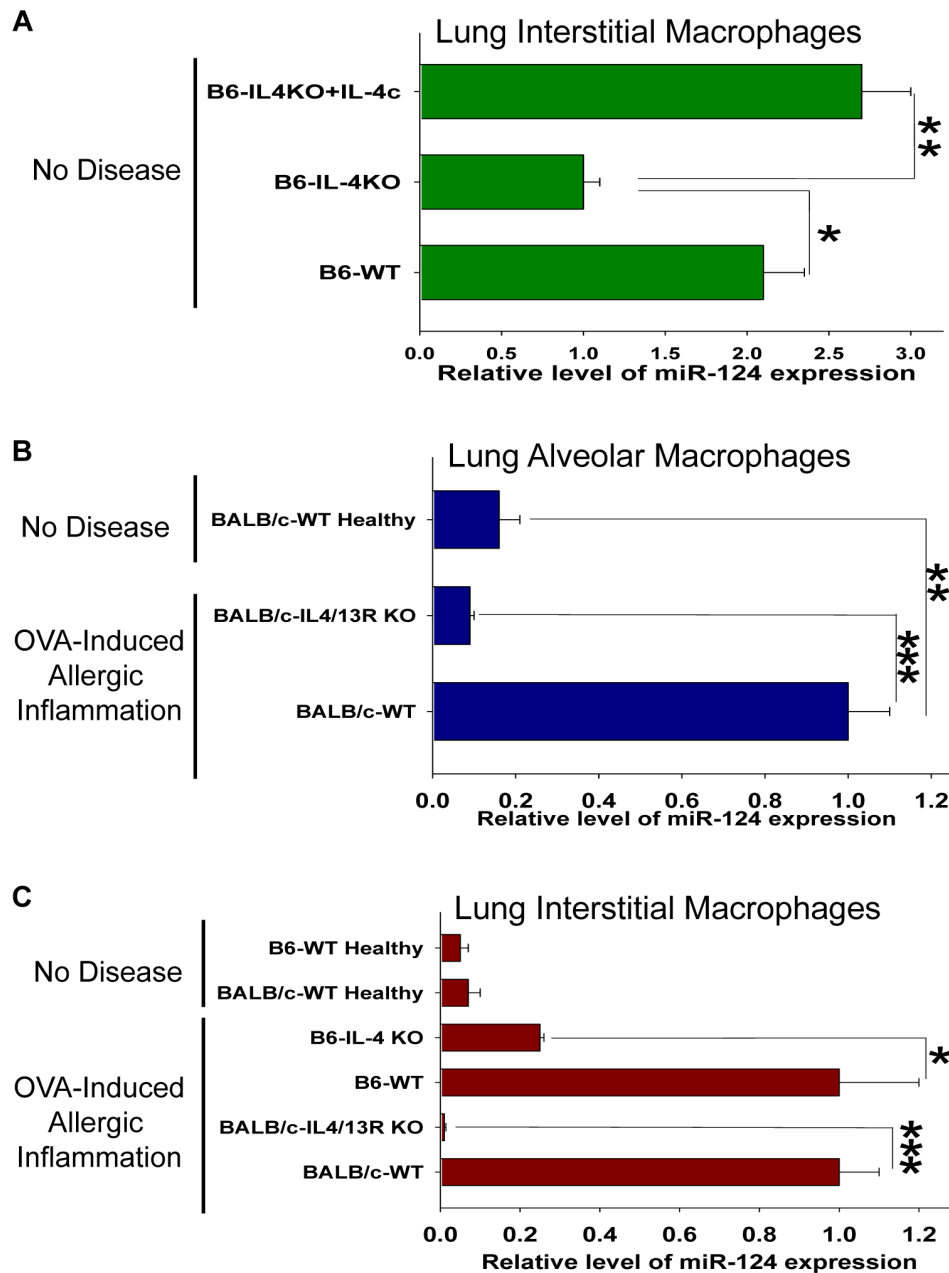 A
Lung Interstitial Macrophages
No Disease
B6-IL4KO+IL-4c
B6-IL-4KO
B6-WT
**
*
0.0 0.5 1.0 1.5 2.0 2.5 3.0
Relative level of miR-124 expression
B
Lung Alveolar Macrophages
No Disease
BALB/c-WT Healthy
OVA-Induced
Allergic
Inflammation
BALB/c-IL4/13R KO
BALB/c-WT
**
***
0.0 0.2 0.4 0.6 0.8 1.0 1.2
Relative level of miR-124 expression
C
Lung Interstitial Macrophages
No Disease
B6-WT Healthy
BALB/c-WT Healthy
OVA-Induced
Allergic
Inflammation
B6-IL-4 KO
B6-WT
BALB/c-IL4/13R KO
BALB/c-WT
*
***
0.0 0.2 0.4 0.6 0.8 1.0 1.2
Relative level of miR-124 expression